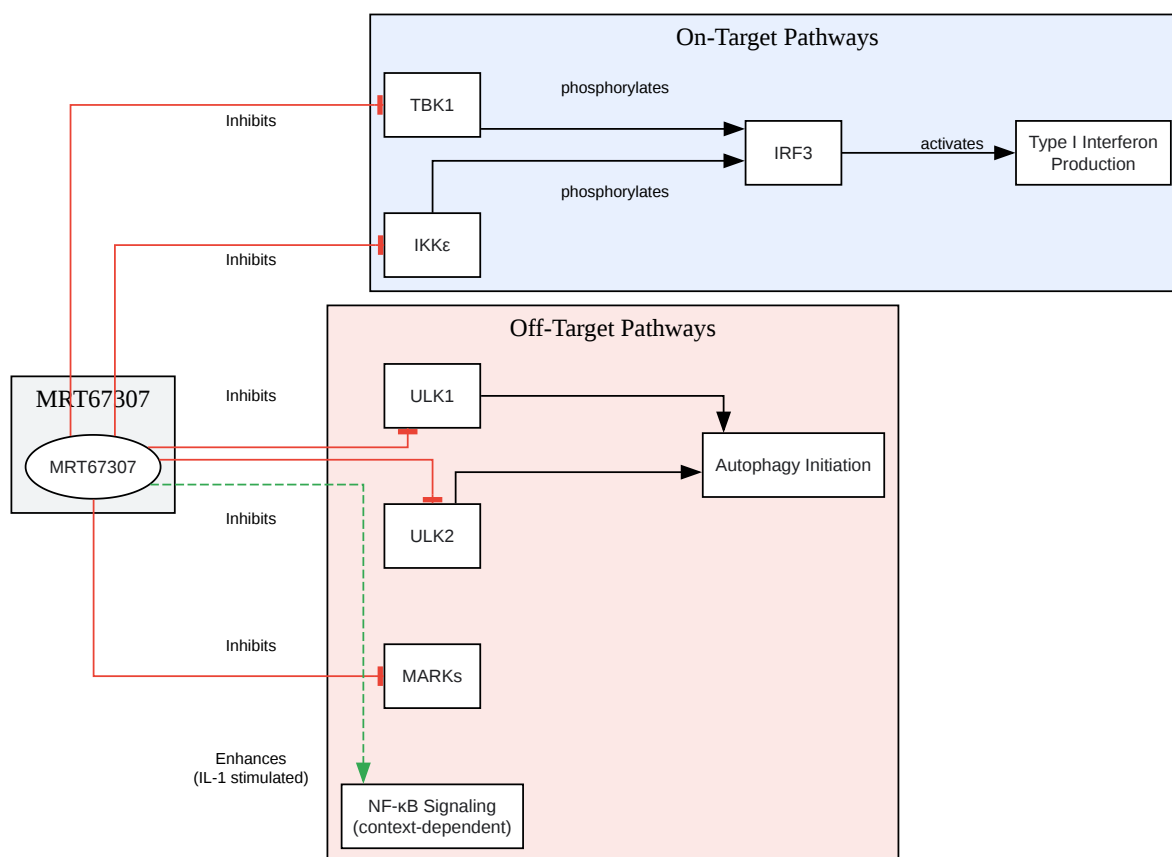 On-Target Pathways
TBK1
phosphorylates
Inhibits
IRF3
activates
Type I Interferon
Production
phosphorylates
IKKε
Inhibits
Off-Target Pathways
MRT67307
MRT67307
Inhibits
ULK1
Autophagy Initiation
Inhibits
ULK2
Inhibits
MARKs
Enhances
(IL-1 stimulated)
NF-κB Signaling
(context-dependent)